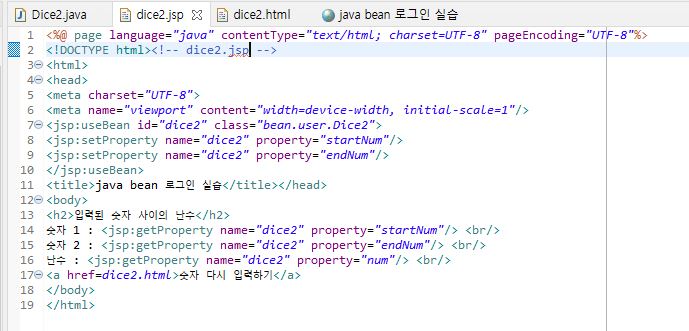 Dice2.java dice2.jsp dice2.html java bean 로그인 실습
1 <%@ page language="java" contentType="text/html; charset=UTF-8" pageEncoding="UTF-8"%>
2 <!DOCTYPE html><!-- dice2.jsp -->
3 <html>
4 <head>
5 <meta charset="UTF-8">
6 <meta name="viewport" content="width=device-width, initial-scale=1"/>
7 <jsp:useBean id="dice2" class="bean.user.Dice2">
8 <jsp:setProperty name="dice2" property="startNum"/>
9 <jsp:setProperty name="dice2" property="endNum"/>
10 </jsp:useBean>
11 <title>java bean 로그인 실습</title></head>
12 <body>
13 <h2>입력된 숫자 사이의 난수</h2>
14 숫자 1 : <jsp:getProperty name="dice2" property="startNum"/> <br/>
15 숫자 2 : <jsp:getProperty name="dice2" property="endNum"/> <br/>
16 난수 : <jsp:getProperty name="dice2" property="num"/> <br/>
17 <a href=dice2.html>숫자 다시 입력하기</a>
18 </body>
19 </html>